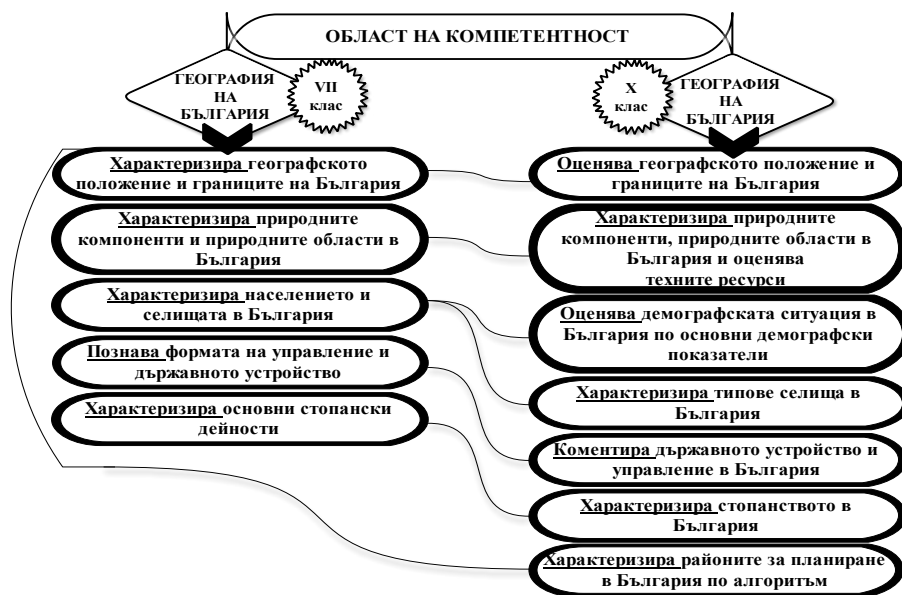 ОБЛАСТ НА КОМПЕТЕНТНОСТ
ГЕОГРАФИЯ
НА
БЪЛГАРИЯ
VII
клас
X
клас
ГЕОГРАФИЯ
НА
БЪЛГАРИЯ
Характеризира географското
положение и границите на България
Характеризира природните
компоненти и природните области в
България
Характеризира населението и
селищата в България
Познава формата на управление и
държавното устройство
Характеризира основни стопански
дейности
Оценява географското положение и
границите на България
Характеризира природните
компоненти, природните области в
България и оценява
техните ресурси
Оценява демографската ситуация в
България по основни демографски
показатели
Характеризира типове селища в
България
Коментира държавното устройство и
управление в България
Характеризира стопанството в
България
Характеризира районите за планиране
в България по алгоритъм